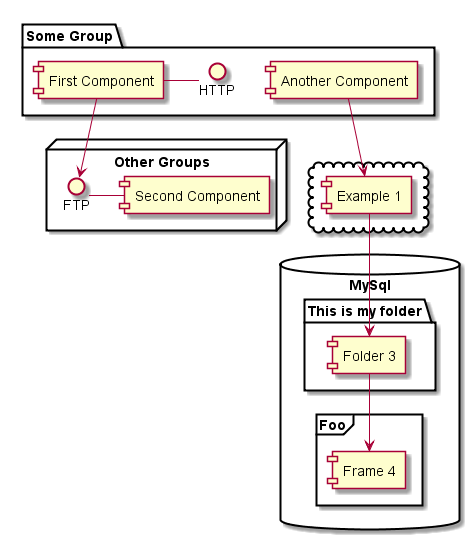 Some Group
First Component
HTTP
Another Component
Other Groups
FTP
Second Component
Example 1
MySql
This is my folder
Folder 3
Foo
Frame 4